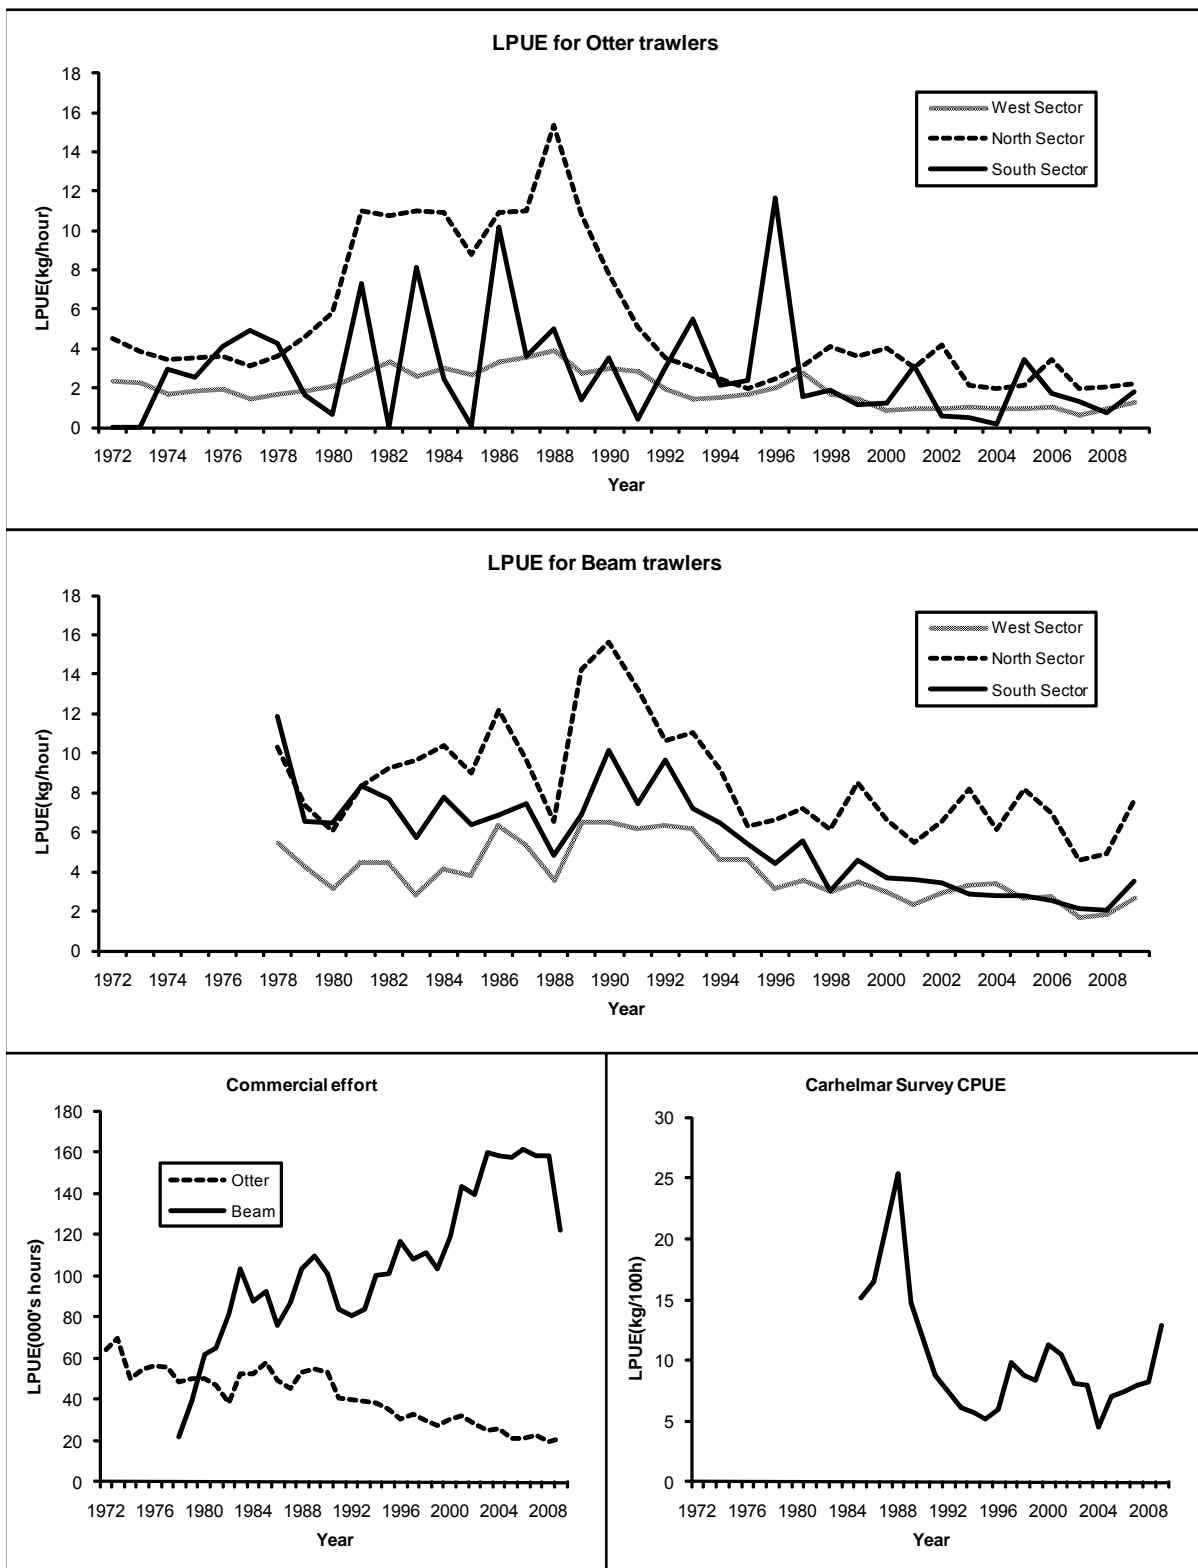 LPUE for Otter trawlers
18
16
14
12
10
8
6
4
2
0
LPUE(kg/hour)
West Sector
North Sector
South Sector
1972 1974 1976 1978 1980 1982 1984 1986 1988 1990 1992 1994 1996 1998 2000 2002 2004 2006 2008
Year
LPUE for Beam trawlers
18
16
14
12
10
8
6
4
2
0
LPUE(kg/hour)
West Sector
North Sector
South Sector
1972 1974 1976 1978 1980 1982 1984 1986 1988 1990 1992 1994 1996 1998 2000 2002 2004 2006 2008
Year
Commercial effort
180
160
140
120
100
80
60
40
20
0
LPUE(000's hours)
Otter
Beam
1972 1976 1980 1984 1988 1992 1996 2000 2004 2008
Year
Carhelmar Survey CPUE
30
25
20
15
10
5
0
LPUE(kg/100h)
1972 1976 1980 1984 1988 1992 1996 2000 2004 2008
Year